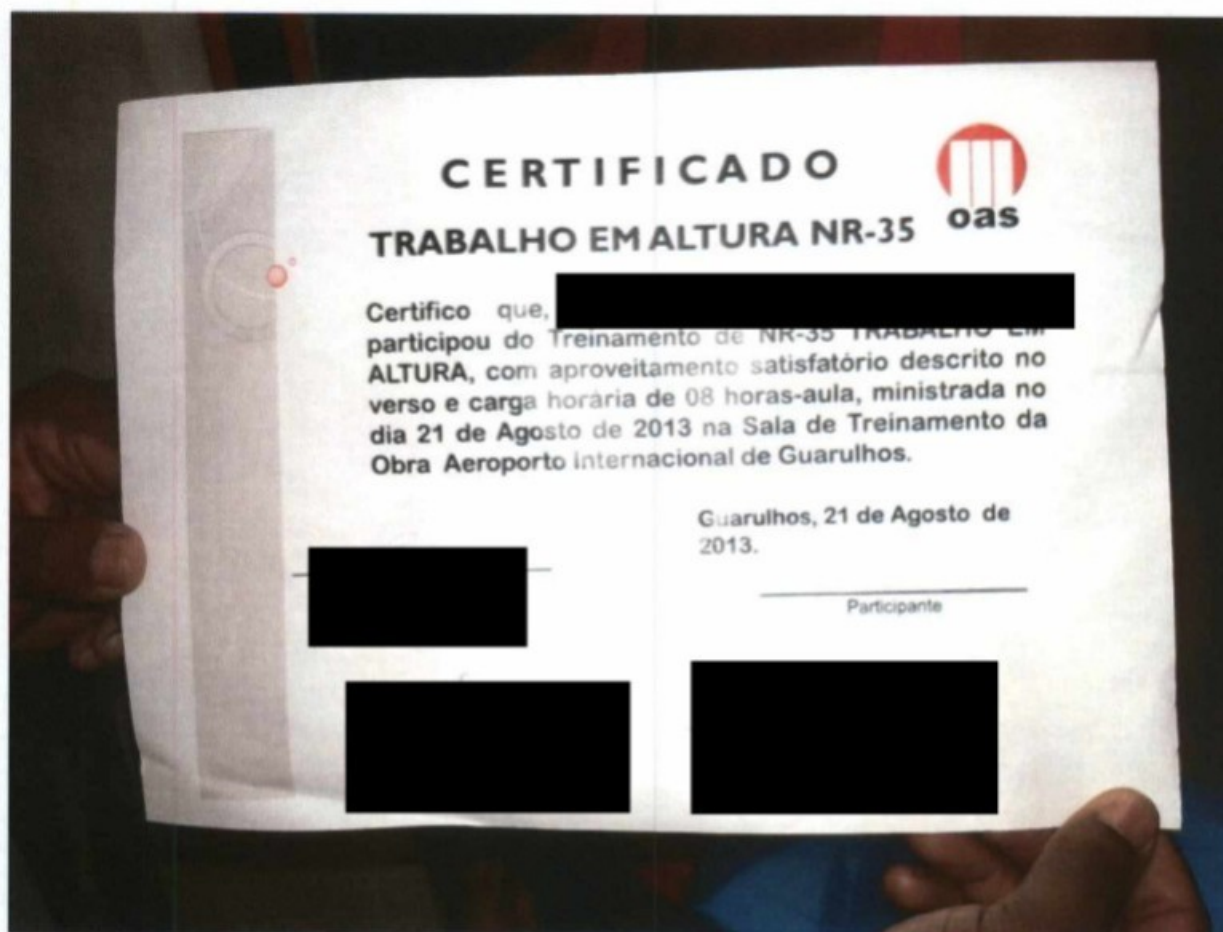 CERTIFICADO
oas
TRABALHO EM ALTURA NR-35
Certifico que,
participou do Treinamento de NR-35 TRABALHO EM
ALTURA, com aproveitamento satisfatório descrito no
verso e carga horária de 08 horas-aula, ministrada no
dia 21 de Agosto de 2013 na Sala de Treinamento da
Obra Aeroporto Internacional de Guarulhos.
Guarulhos, 21 de Agosto de
2013.
Participante